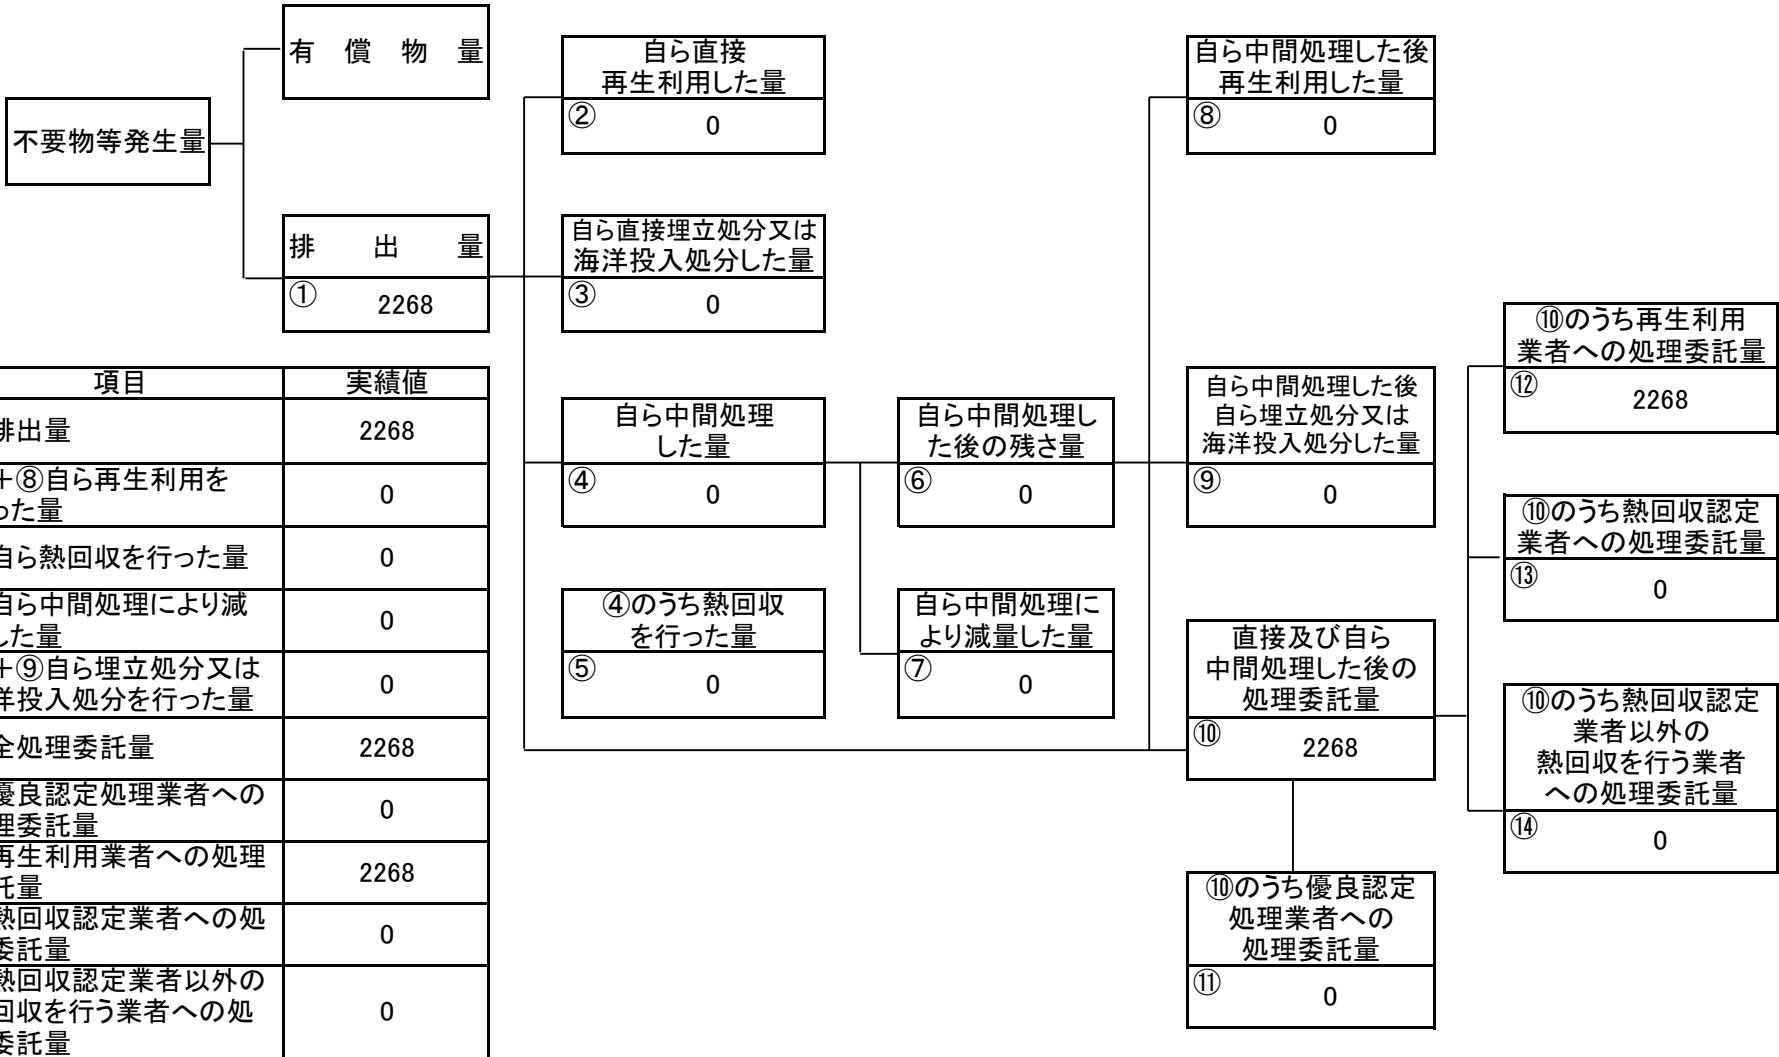 有償物量
不要物等発生量
排出量
① 2268
自ら直接
再生利用した量
② 0
自ら直接埋立処分又は
海洋投入処分した量
③ 0
自ら中間処理
した量
④ 0
④のうち熱回収
を行った量
⑤ 0
自ら中間処理し
た後の残さ量
⑥ 0
自ら中間処理に
より減量した量
⑦ 0
自ら中間処理した後
再生利用した量
⑧ 0
自ら中間処理した後
自ら埋立処分又は
海洋投入処分した量
⑨ 0
直接及び自ら
中間処理した後の
処理委託量
⑩ 2268
⑩のうち優良認定
処理業者への
処理委託量
⑪ 0
⑩のうち再生利用
業者への処理委託量
⑫ 2268
⑩のうち熱回収認定
業者への処理委託量
⑬ 0
⑩のうち熱回収認定
業者以外の
熱回収を行う業者
への処理委託量
⑭ 0
項目 実績値
排出量 2268
+⑧自ら再生利用を
った量 0
自ら熱回収を行った量 0
自ら中間処理により減
した量 0
+⑨自ら埋立処分又は
洋投入処分を行った量 0
全処理委託量 2268
優良認定処理業者への
理委託量 0
再生利用業者への処理
託量 2268
熱回収認定業者への処
委託量 0
熱回収認定業者以外の
回収を行う業者への処
委託量 0